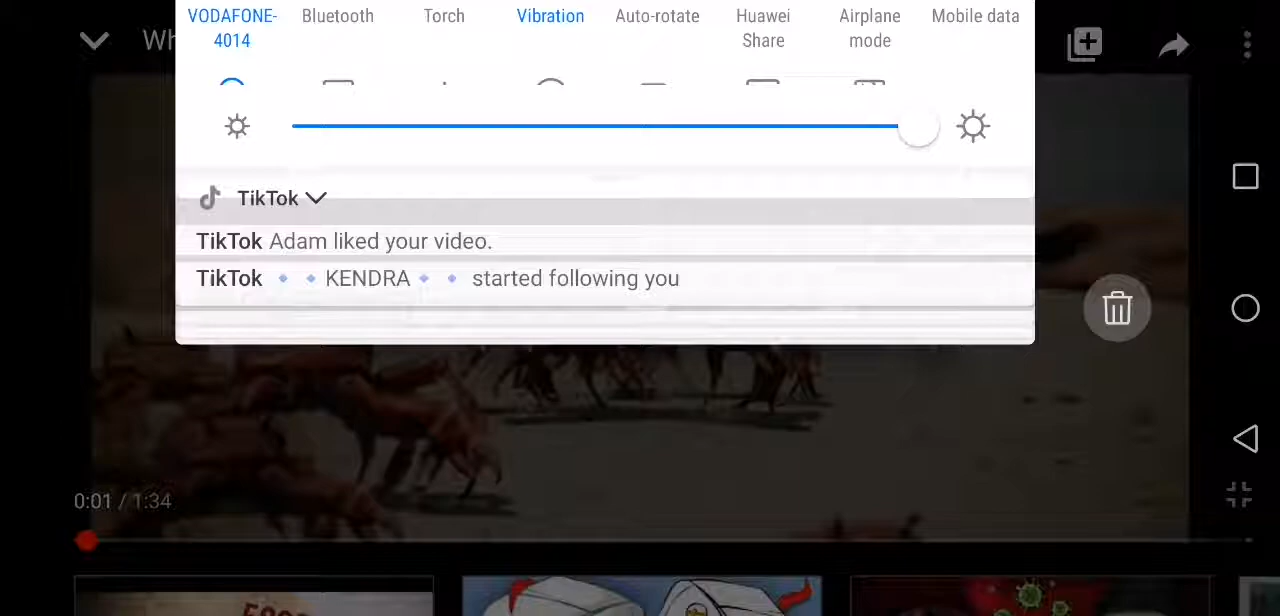 VODAFONE-
4014
Bluetooth
Torch
Vibration
Auto-rotate
Huawei
Share
Airplane
mode
Mobile data
Wh
TikTok
TikTok Adam liked your video.
TikTok KENDRA started following you
0:01 / 1:34